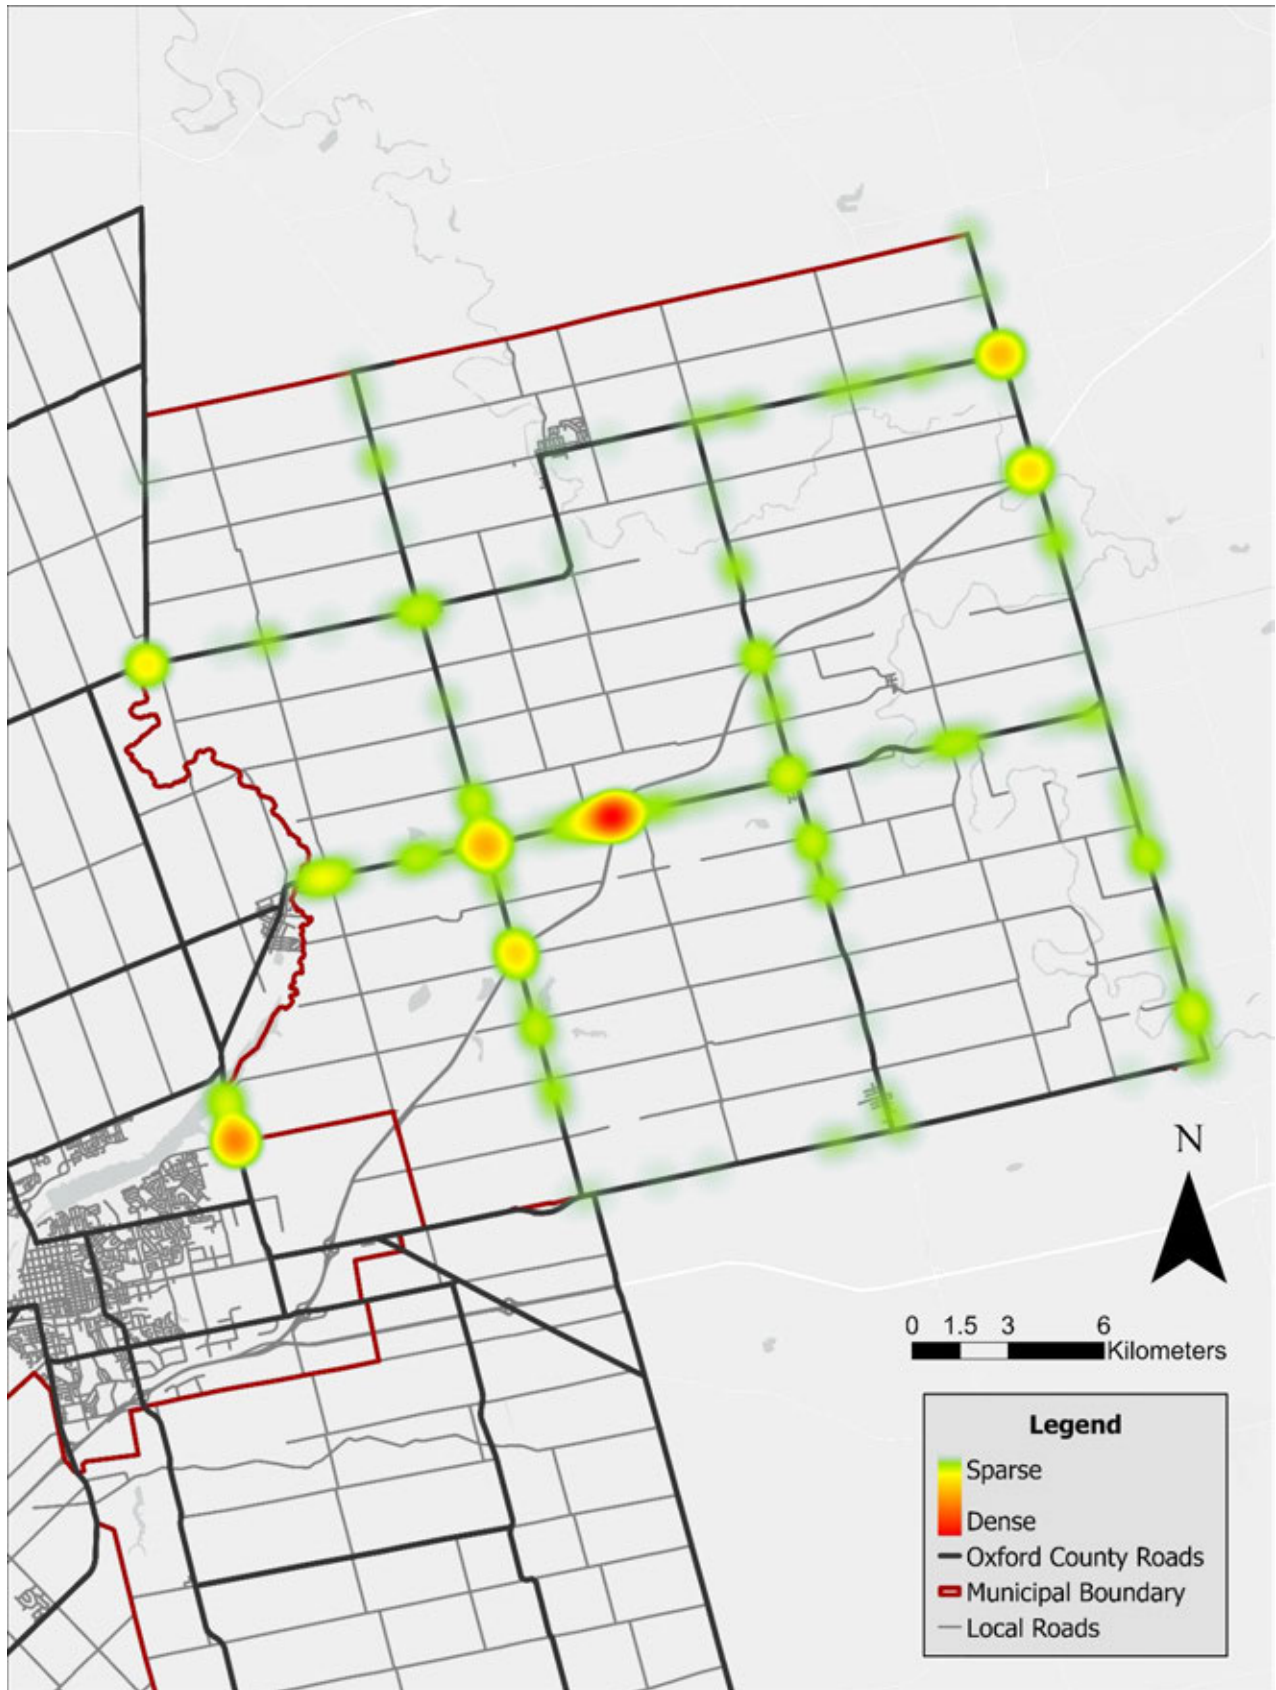 N
0 1.5 3 6
Kilometers
Legend
Sparse
Dense
Oxford County Roads
Municipal Boundary
Local Roads